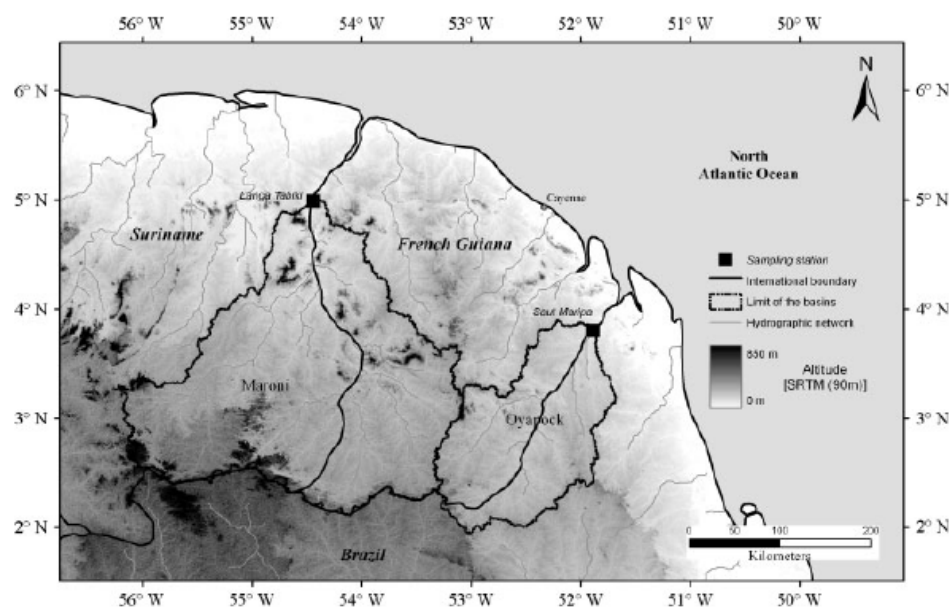 56° W 55° W 54° W 53° W 52° W 51° W 50° W
6° N 6° N
N
North
Atlantic Ocean
5° N Langa Tabiki 5° N
Cayenne
Suriname French Guiana
Sampling station
International boundary
4° N Limit of the basins 4° N
Saut Maripa
Hydrographic network
650 m
Altitude
[SRTM (90m)]
0 m
Maroni
3° N Oyapock 3° N
2° N 0 50 100 200 2° N
Kilometers
Brazil
56° W 55° W 54° W 53° W 52° W 51° W 50° W